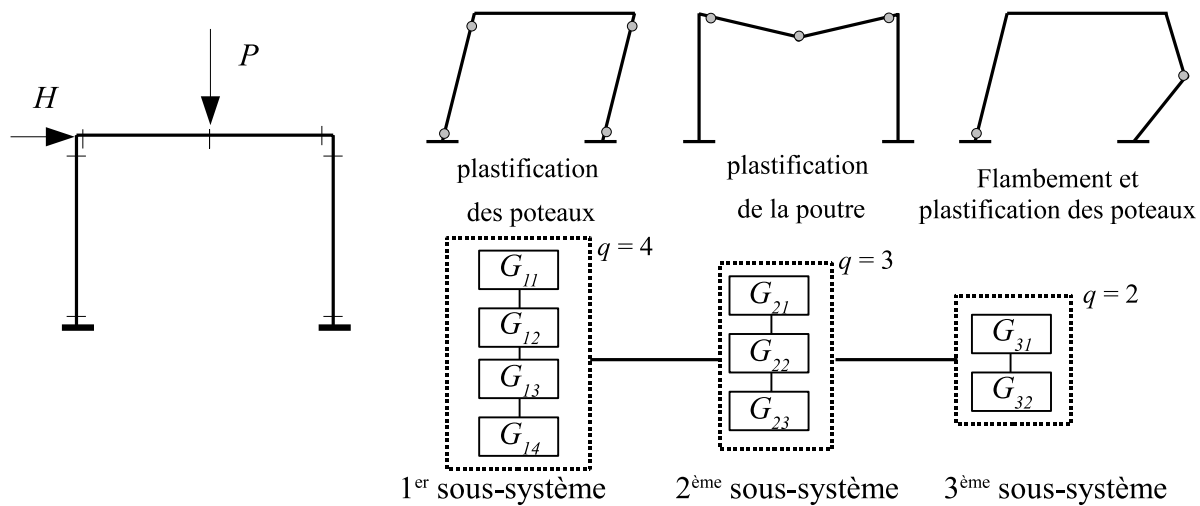 P
H
plastification
des poteaux
plastification
de la poutre
Flambement et
plastification des poteaux
q = 4
G11
G12
G13
G14
1er sous-système
q = 3
G21
G22
G23
2ème sous-système
q = 2
G31
G32
3ème sous-système